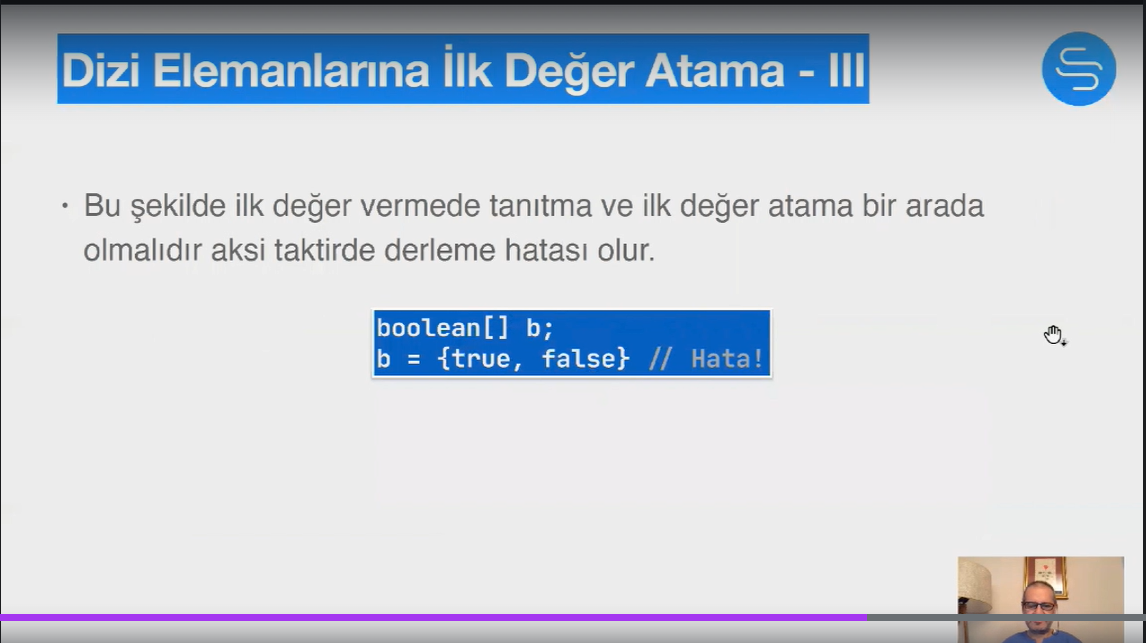 Dizi Elemanlarına İlk Değer Atama - III
• Bu şekilde ilk değer vermede tanıtma ve ilk değer atama bir arada
olmalıdır aksi taktirde derleme hatası olur.
boolean[] b;
b = {true, false} // Hata!